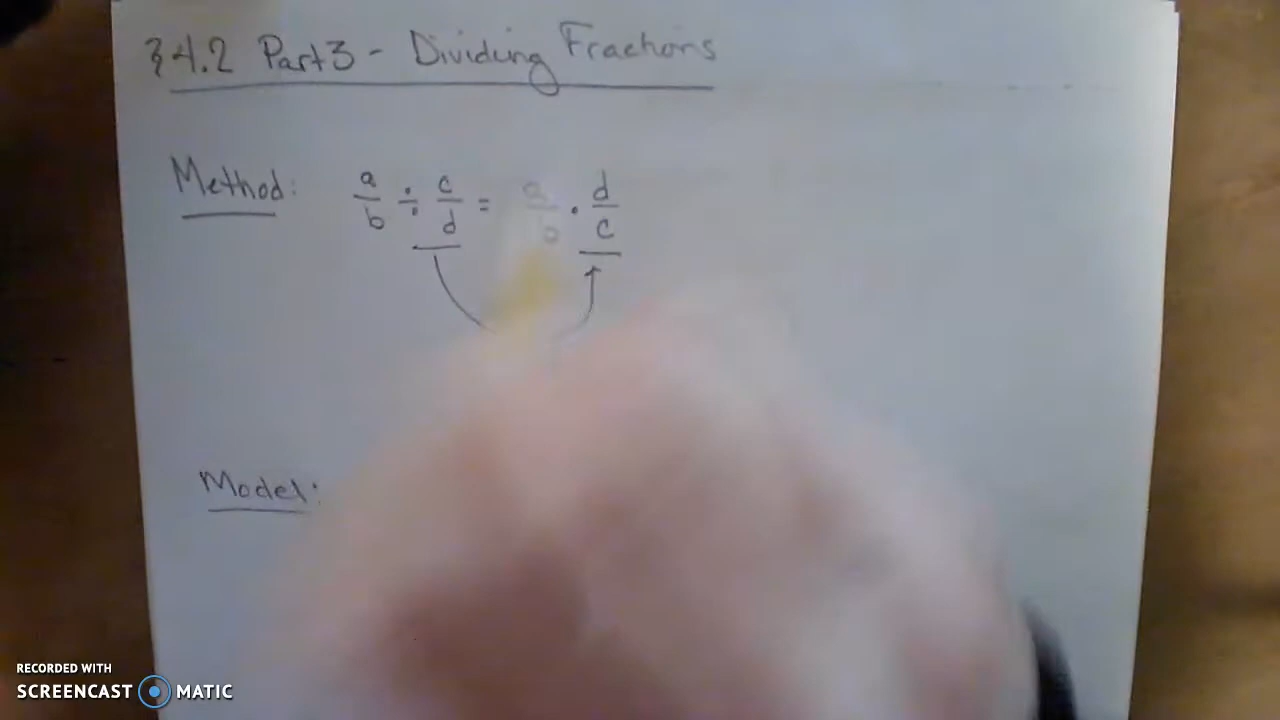 §4.2 Part 3 - Dividing Fractions
Method: a/b ÷ c/d = a/b · d/c
Model:
RECORDED WITH
SCREENCAST MATIC